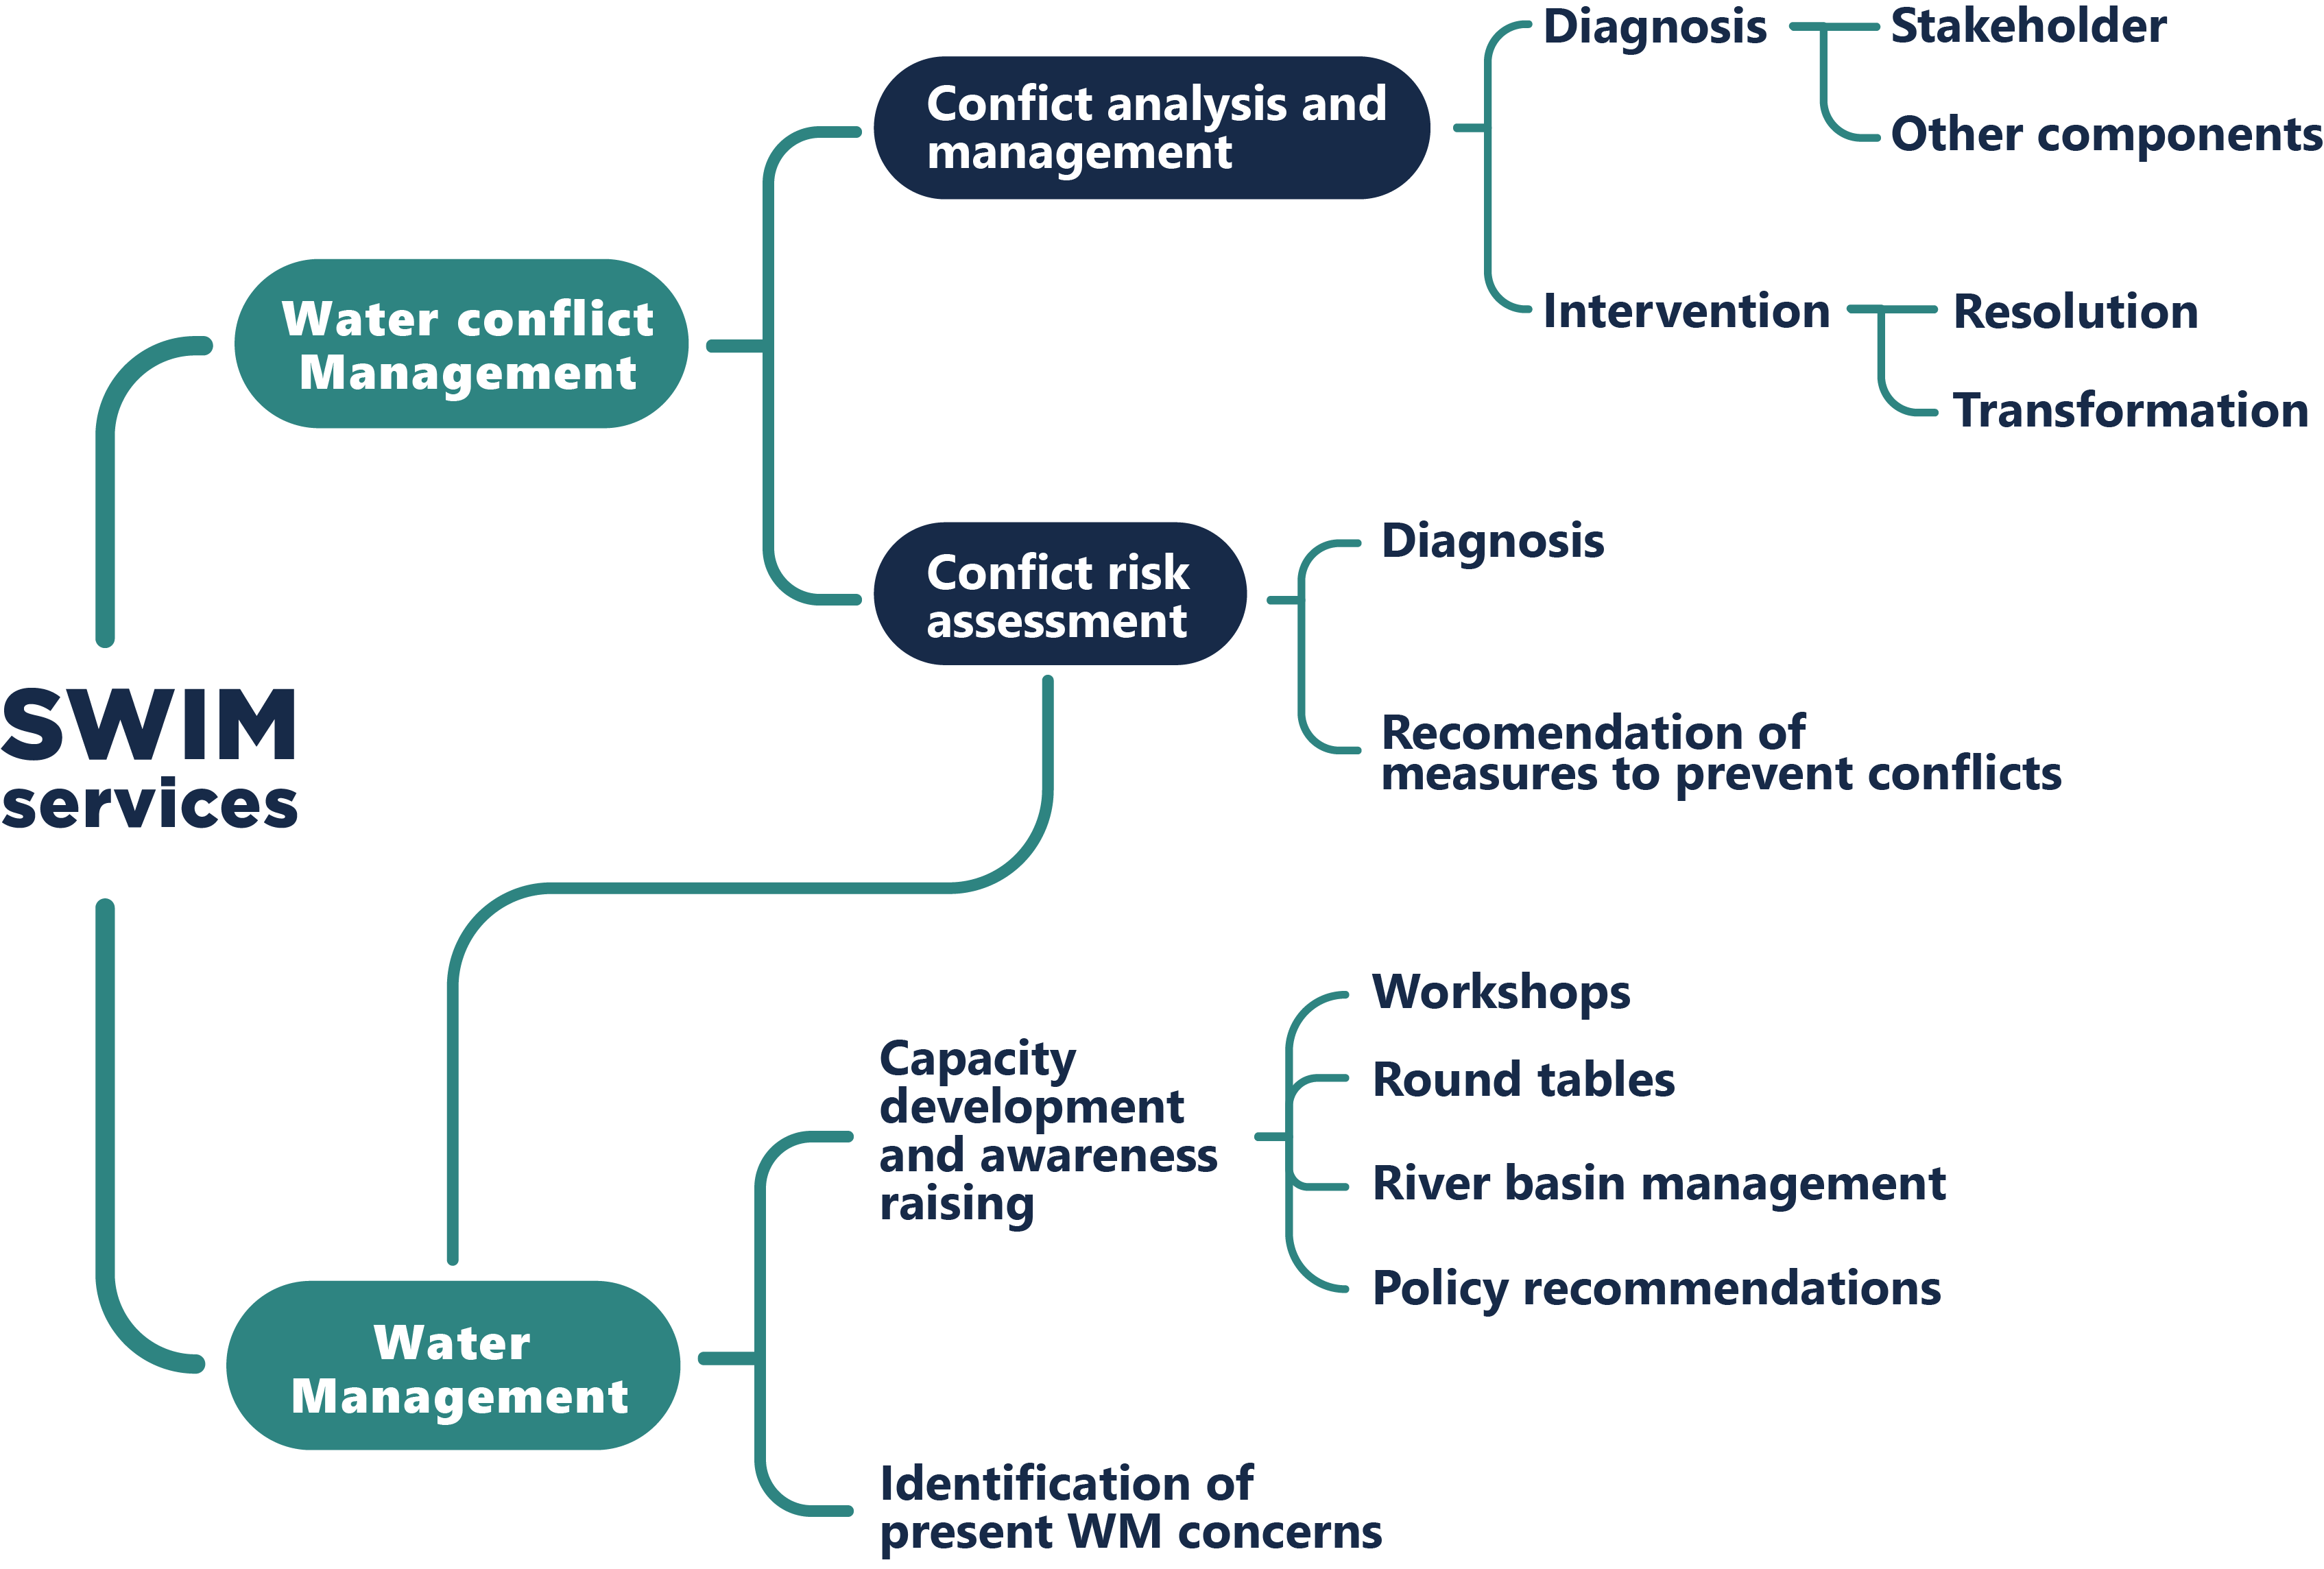 Diagnosis
Stakeholder
Other components
Confict analysis and
management
Intervention
Resolution
Transformation
Water conflict
Management
Confict risk
assessment
Diagnosis
Recomendation of
measures to prevent conflicts
SWIM
services
Capacity
development
and awareness
raising
Workshops
Round tables
River basin management
Policy recommendations
Water
Management
Identification of
present WM concerns